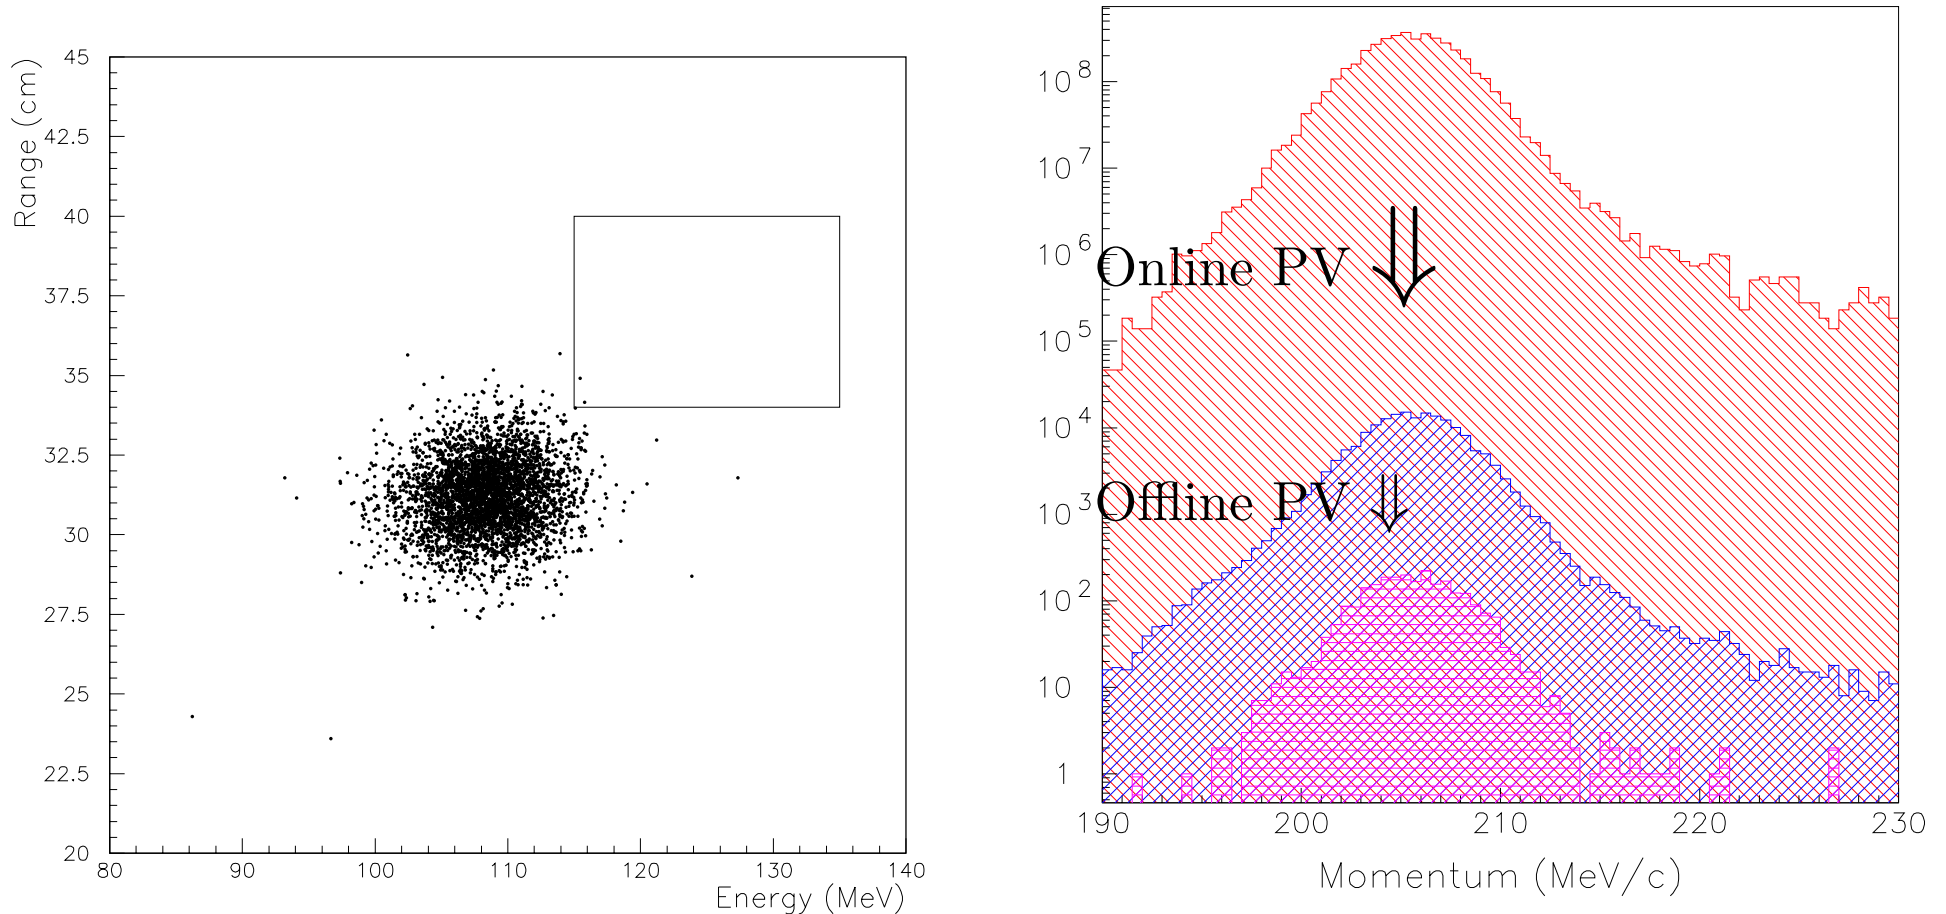 45
42.5
40
37.5
35
32.5
30
27.5
25
22.5
20
Range (cm)
80 90 100 110 120 130 140
Energy (MeV)
10^8
10^7
10^6
10^5
10^4
10^3
10^2
10
1
Online PV ⇓
Offline PV ⇓
190 200 210 220 230
Momentum (MeV/c)